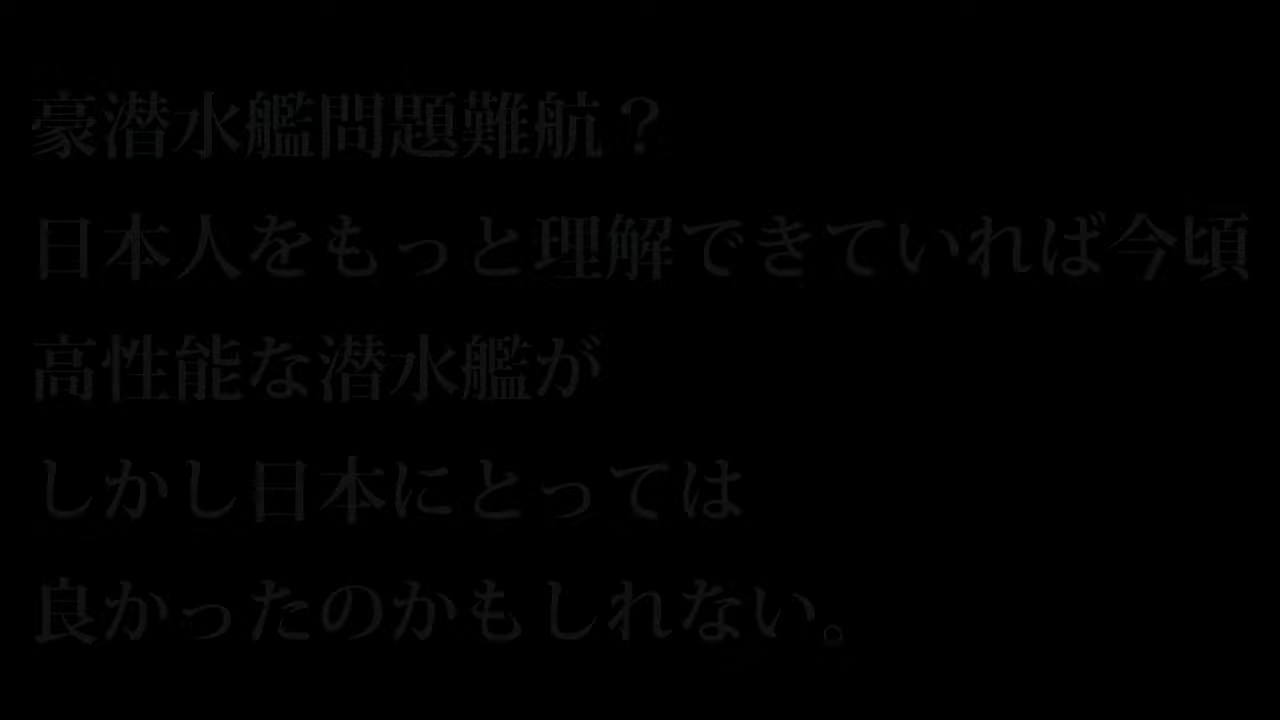 豪潜水艦問題難航？
日本人をもっと理解できていれば今頃
高性能な潜水艦が
しかし日本にとっては
良かったのかもしれない。